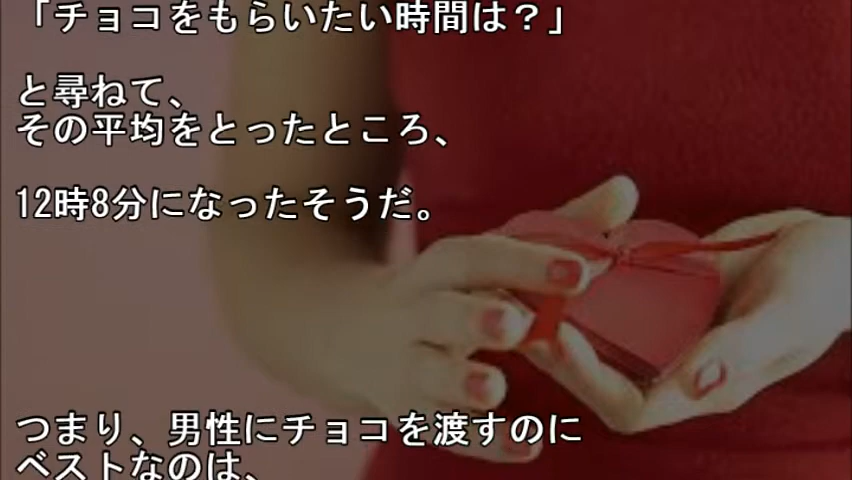 「チョコをもらいたい時間は？」
と尋ねて、
その平均をとったところ、
12時8分になったそうだ。
つまり、男性にチョコを渡すのに
ベストなのは、